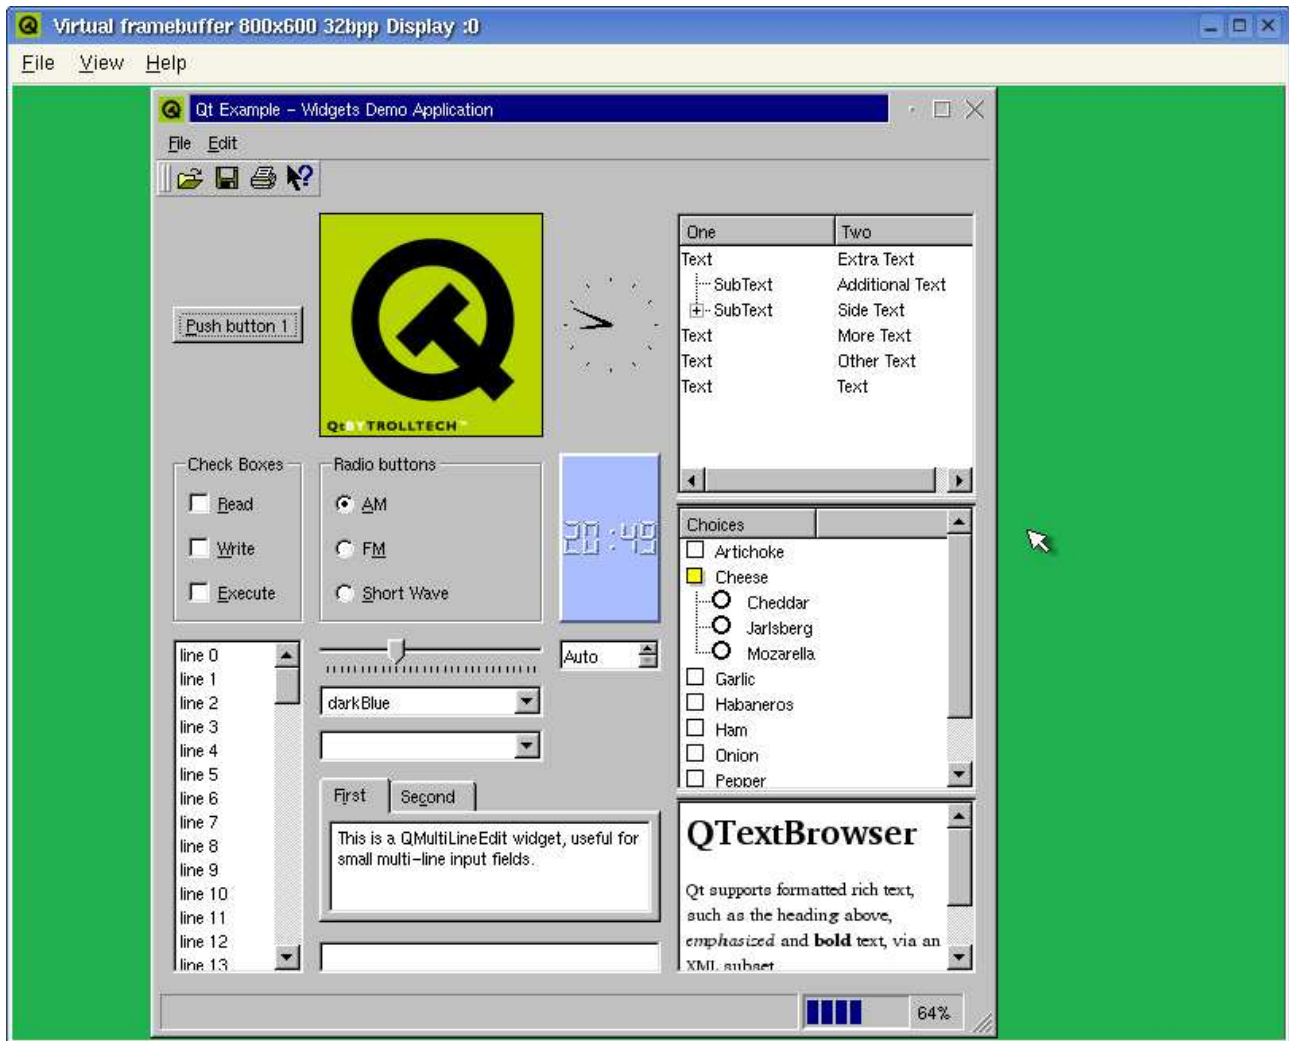 Virtual framebuffer 800x600 32bpp Display :0
File View Help
Qt Example – Widgets Demo Application
File Edit
Push button 1
Qt BY TROLLTECH
One Two
Text Extra Text
SubText Additional Text
SubText Side Text
Text More Text
Text Other Text
Text Text
Check Boxes
Read
Write
Execute
Radio buttons
AM
FM
Short Wave
20:49
Choices
Artichoke
Cheese
Cheddar
Jarlsberg
Mozarella
Garlic
Habaneros
Ham
Onion
Pepper
line 0
line 1
line 2
line 3
line 4
line 5
line 6
line 7
line 8
line 9
line 10
line 11
line 12
line 13
Auto
darkBlue
First Second
This is a QMultiLineEdit widget, useful for
small multi–line input fields.
QTextBrowser
Qt supports formatted rich text,
such as the heading above,
emphasized and bold text, via an
XML subset
64%